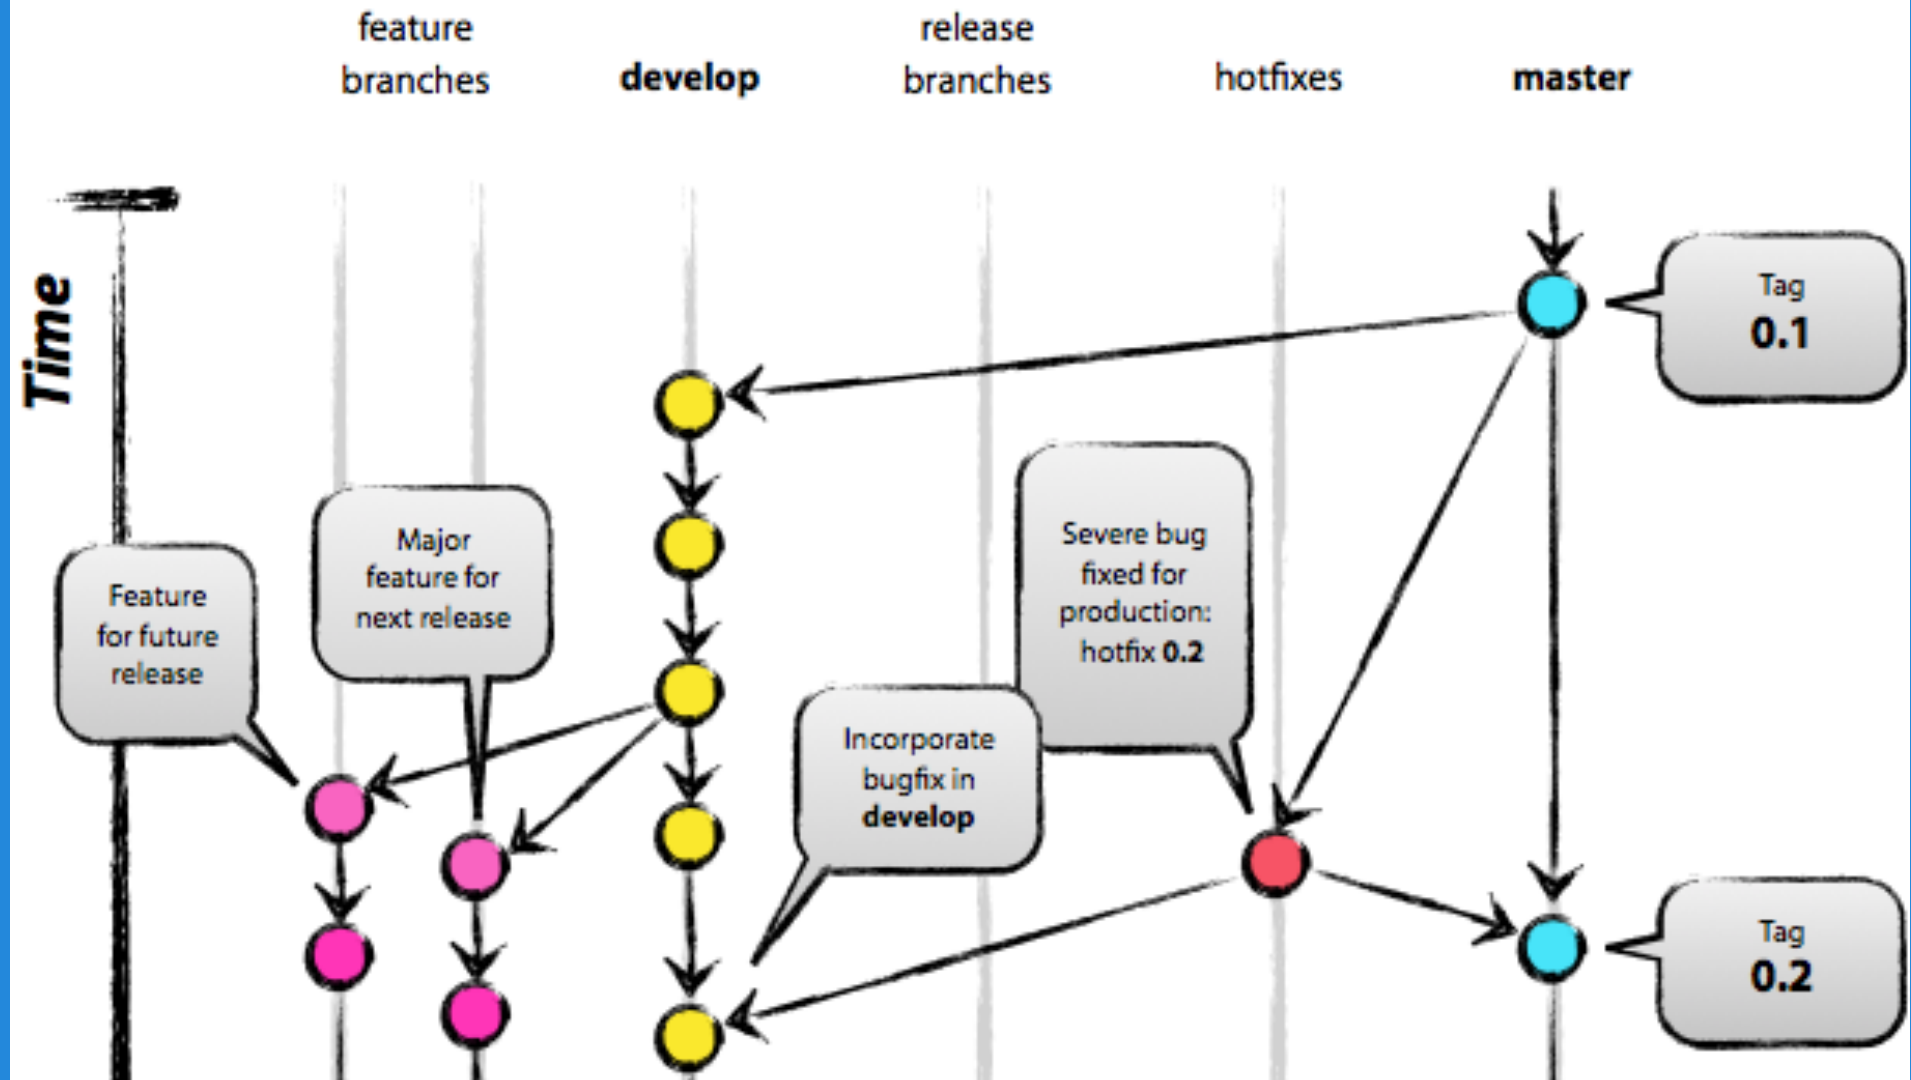 feature
branches
develop
release
branches
hotfixes
master
Time
Tag
0.1
Major
feature for
next release
Feature
for future
release
Severe bug
fixed for
production:
hotfix 0.2
Incorporate
bugfix in
develop
Tag
0.2